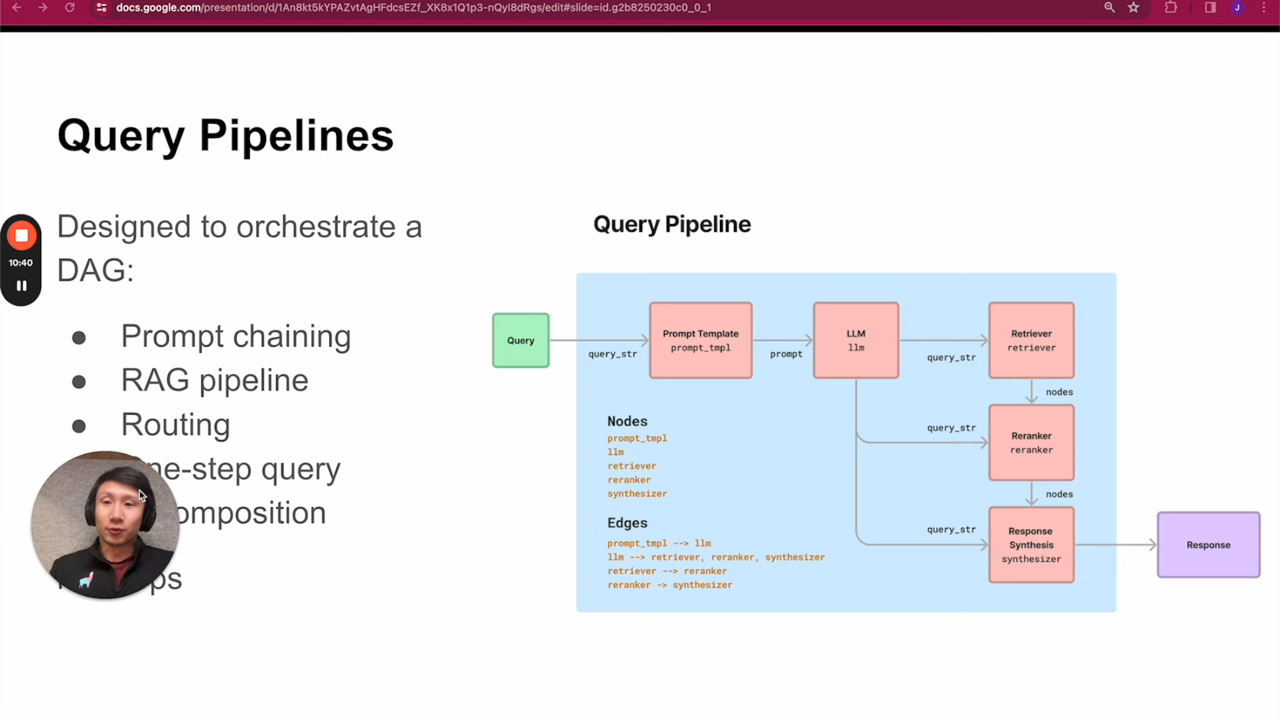 docs.google.com/presentation/d/1An8kt5kYPAZvtAgHFdcsEZf_XK8x1Q1p3-nQyI8dRgs/edit#slide=id.g2b8250230c0_0_1
J
Query Pipelines
Designed to orchestrate a
DAG:
● Prompt chaining
● RAG pipeline
● Routing
query
10:40
Query Pipeline
Query
query_str
Prompt Template
prompt_tmpl
prompt
LLM
llm
query_str
Retriever
retriever
nodes
query_str
Reranker
reranker
nodes
query_str
Response
Synthesis
synthesizer
Response
Nodes
prompt_tmpl
llm
retriever
reranker
synthesizer
Edges
prompt_tmpl --> llm
llm --> retriever, reranker, synthesizer
retriever --> reranker
reranker -> synthesizer